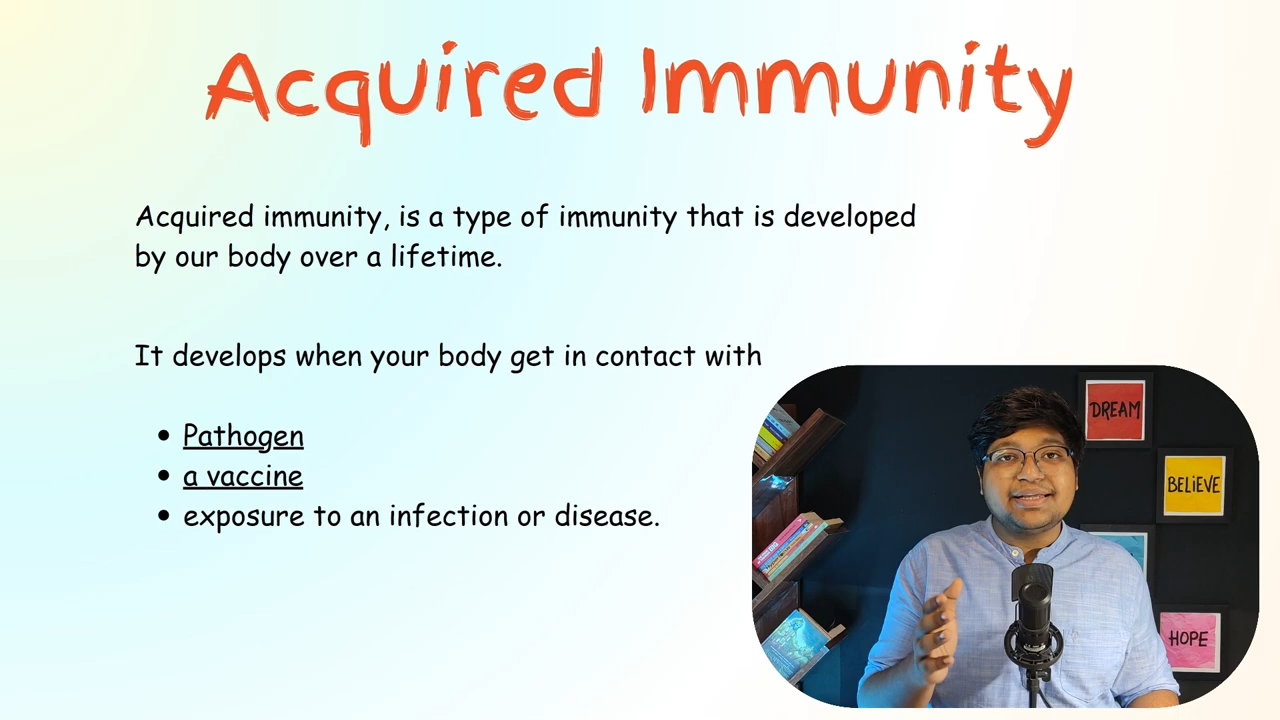 Acquired Immunity
Acquired immunity, is a type of immunity that is developed
by our body over a lifetime.
It develops when your body get in contact with
• Pathogen
• a vaccine
• exposure to an infection or disease.
DREAM
BELiEVE
HOPE